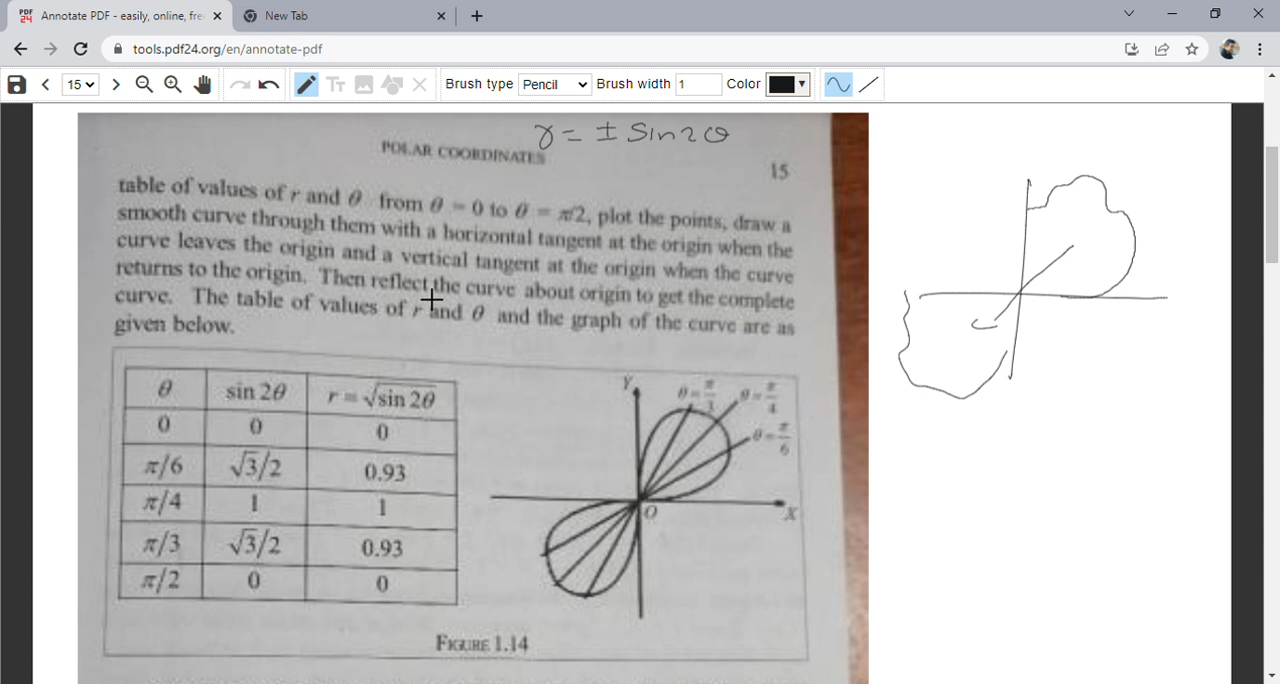 Annotate PDF - easily, online, fre
New Tab
tools.pdf24.org/en/annotate-pdf
15
Brush type Pencil Brush width 1 Color
r = ± Sin2θ
POLAR COORDINATES
15
table of values of r and θ from θ = 0 to θ = π/2, plot the points, draw a
smooth curve through them with a horizontal tangent at the origin when the
curve leaves the origin and a vertical tangent at the origin when the curve
returns to the origin. Then reflect the curve about origin to get the complete
curve. The table of values of r and θ and the graph of the curve are as
given below.
θ sin 2θ r = √sin 2θ
0 0 0
π/6 √3/2 0.93
π/4 1 1
π/3 √3/2 0.93
π/2 0 0
Y
θ = π/3
θ = π/4
θ = π/6
O
X
FIGURE 1.14